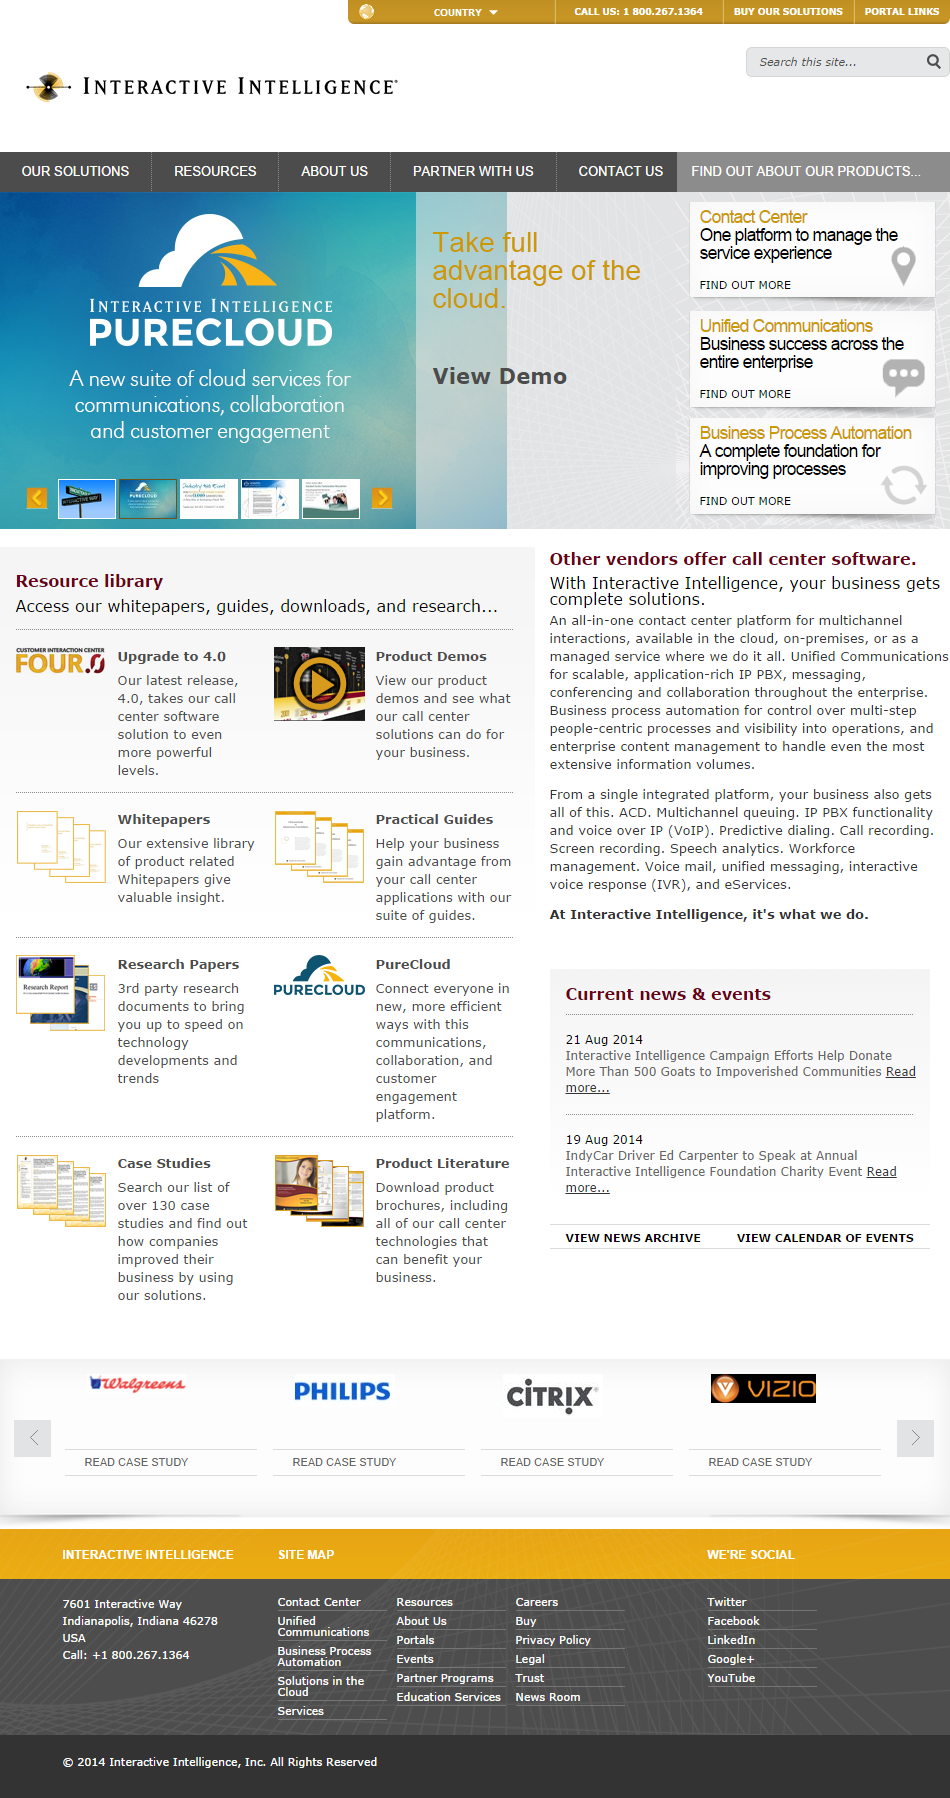 COUNTRY
CALL US: 1 800.267.1364
BUY OUR SOLUTIONS
PORTAL LINKS
Search this site...
INTERACTIVE INTELLIGENCE
OUR SOLUTIONS
RESOURCES
ABOUT US
PARTNER WITH US
CONTACT US
FIND OUT ABOUT OUR PRODUCTS...
INTERACTIVE INTELLIGENCE
PURECLOUD
A new suite of cloud services for
communications, collaboration
and customer engagement
Take full
advantage of the
cloud.
View Demo
Contact Center
One platform to manage the
service experience
FIND OUT MORE
Unified Communications
Business success across the
entire enterprise
FIND OUT MORE
Business Process Automation
A complete foundation for
improving processes
FIND OUT MORE
Resource library
Access our whitepapers, guides, downloads, and research...
CUSTOMER INTERACTION CENTER
FOUR.0
Upgrade to 4.0
Our latest release,
4.0, takes our call
center software
solution to even
more powerful
levels.
Product Demos
View our product
demos and see what
our call center
solutions can do for
your business.
Whitepapers
Our extensive library
of product related
Whitepapers give
valuable insight.
Practical Guides
Help your business
gain advantage from
your call center
applications with our
suite of guides.
Research Report
Research Papers
3rd party research
documents to bring
you up to speed on
technology
developments and
trends
PURECLOUD
PureCloud
Connect everyone in
new, more efficient
ways with this
communications,
collaboration, and
customer
engagement
platform.
Case Studies
Search our list of
over 130 case
studies and find out
how companies
improved their
business by using
our solutions.
Product Literature
Download product
brochures, including
all of our call center
technologies that
can benefit your
business.
Other vendors offer call center software.
With Interactive Intelligence, your business gets
complete solutions.
An all-in-one contact center platform for multichannel
interactions, available in the cloud, on-premises, or as a
managed service where we do it all. Unified Communications
for scalable, application-rich IP PBX, messaging,
conferencing and collaboration throughout the enterprise.
Business process automation for control over multi-step
people-centric processes and visibility into operations, and
enterprise content management to handle even the most
extensive information volumes.
From a single integrated platform, your business also gets
all of this. ACD. Multichannel queuing. IP PBX functionality
and voice over IP (VoIP). Predictive dialing. Call recording.
Screen recording. Speech analytics. Workforce
management. Voice mail, unified messaging, interactive
voice response (IVR), and eServices.
At Interactive Intelligence, it's what we do.
Current news & events
21 Aug 2014
Interactive Intelligence Campaign Efforts Help Donate
More Than 500 Goats to Impoverished Communities Read
more...
19 Aug 2014
IndyCar Driver Ed Carpenter to Speak at Annual
Interactive Intelligence Foundation Charity Event Read
more...
VIEW NEWS ARCHIVE
VIEW CALENDAR OF EVENTS
Walgreens
PHILIPS
CITRIX
VIZIO
READ CASE STUDY
READ CASE STUDY
READ CASE STUDY
READ CASE STUDY
INTERACTIVE INTELLIGENCE
7601 Interactive Way
Indianapolis, Indiana 46278
USA
Call: +1 800.267.1364
SITE MAP
Contact Center
Unified
Communications
Business Process
Automation
Solutions in the
Cloud
Services
Resources
About Us
Portals
Events
Partner Programs
Education Services
Careers
Buy
Privacy Policy
Legal
Trust
News Room
WE'RE SOCIAL
Twitter
Facebook
LinkedIn
Google+
YouTube
© 2014 Interactive Intelligence, Inc. All Rights Reserved